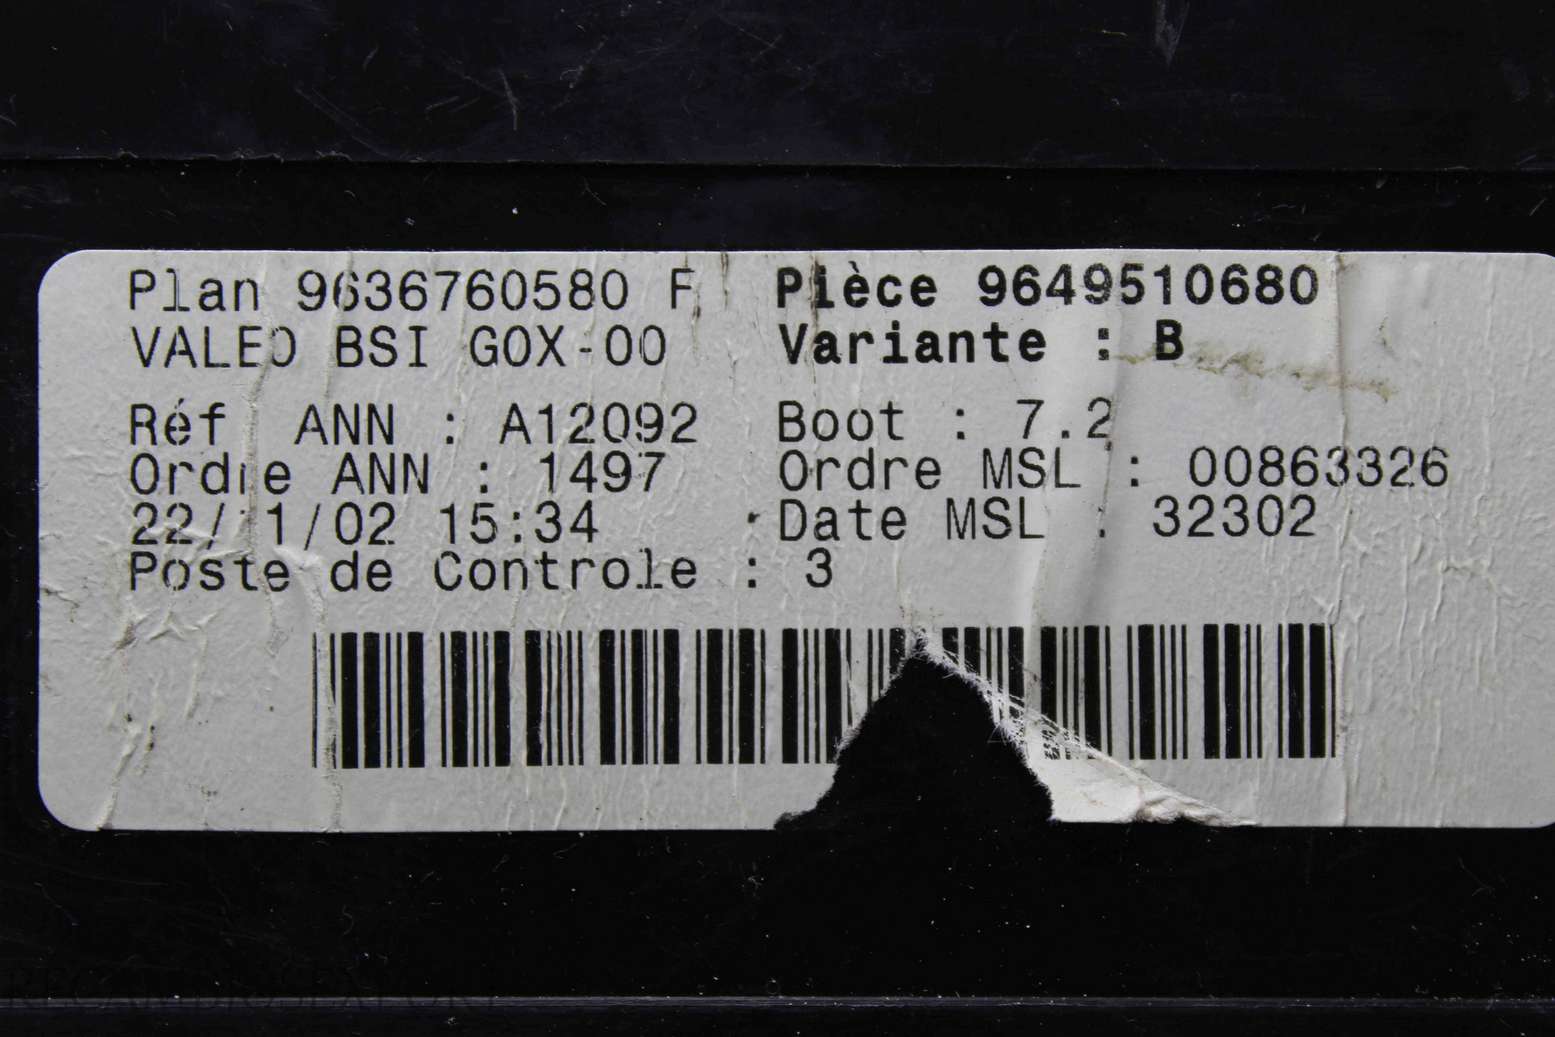 Plan 9636760580 F Pièce 9649510680
VALEO BSI G0X-00 Variante : B
Réf ANN : A12092 Boot : 7.2
Ordre ANN : 1497 Ordre MSL : 00863326
22/11/02 15:34 Date MSL : 32302
Poste de Controle : 3